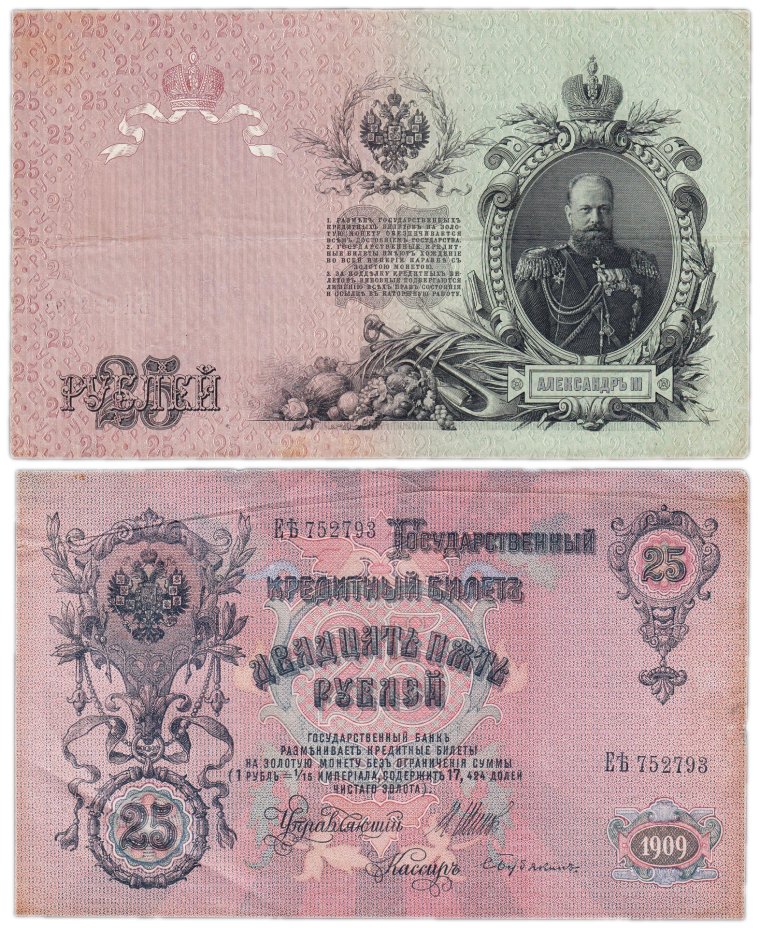 1. РАЗМѢНЪ ГОСУДАРСТВЕННЫХЪ
КРЕДИТНЫХЪ БИЛЕТОВЪ НА ЗОЛО-
ТУЮ МОНЕТУ ОБЕЗПЕЧИВАЕТСЯ
ВСѢМЪ ДОСТОЯНІЕМЪ ГОСУДАРСТВА.
2. ГОСУДАРСТВЕННЫЕ КРЕДИТ-
НЫЕ БИЛЕТЫ ИМѢЮТЪ ХОЖДЕНІЕ
ВО ВСЕЙ ИМПЕРІИ НАРАВНѢ СЪ
ЗОЛОТОЮ МОНЕТОЮ.
3. ЗА ПОДДѢЛКУ КРЕДИТНЫХЪ БИ-
ЛЕТОВЪ ВИНОВНЫЕ ПОДВЕРГАЮТСЯ
ЛИШЕНІЮ ВСѢХЪ ПРАВЪ СОСТОЯНІЯ
И ССЫЛКѢ ВЪ КАТОРЖНУЮ РАБОТУ.
25
РУБЛЕЙ
АЛЕКСАНДРЪ III
ЕѢ 752793
ГОСУДАРСТВЕННЫЙ
КРЕДИТНЫЙ БИЛЕТЪ
25
ДВАДЦАТЬ ПЯТЬ
РУБЛЕЙ
25
ГОСУДАРСТВЕННЫЙ БАНКЪ
РАЗМѢНИВАЕТЪ КРЕДИТНЫЕ БИЛЕТЫ
НА ЗОЛОТУЮ МОНЕТУ БЕЗЪ ОГРАНИЧЕНІЯ СУММЫ
(1 РУБЛЬ = 1/15 ИМПЕРІАЛА, СОДЕРЖИТЪ 17,424 ДОЛЕЙ
ЧИСТАГО ЗОЛОТА).
ЕѢ 752793
25
Управляющій
Кассиръ
1909